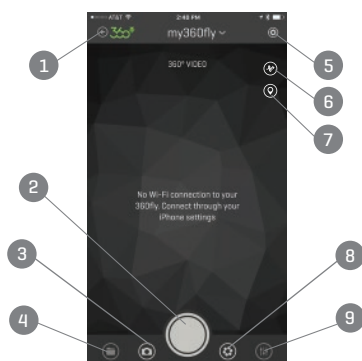 AT&T 2:48 PM
360° my360fly
360° VIDEO
1
5
6
7
2
No Wi-Fi connection to your
360fly. Connect through your
iPhone settings
3
8
4
9